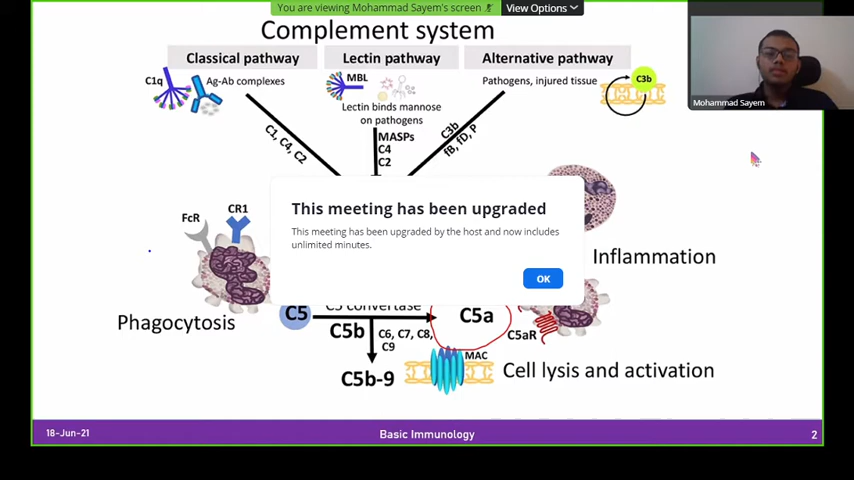 You are viewing Mohammad Sayem's screen
View Options
Complement system
Classical pathway
Lectin pathway
Alternative pathway
C1q
Ag-Ab complexes
MBL
Pathogens, injured tissue
C3b
Mohammad Sayem
Lectin binds mannose
on pathogens
C1, C4, C2
MASPs
C4
C2
C3b
fB, fD, P
This meeting has been upgraded
This meeting has been upgraded by the host and now includes
unlimited minutes.
OK
FcR
CR1
Inflammation
Phagocytosis
C5
C5 convertase
C5a
C5aR
C5b
C6, C7, C8,
C9
MAC
C5b-9
Cell lysis and activation
18-Jun-21
Basic Immunology
2